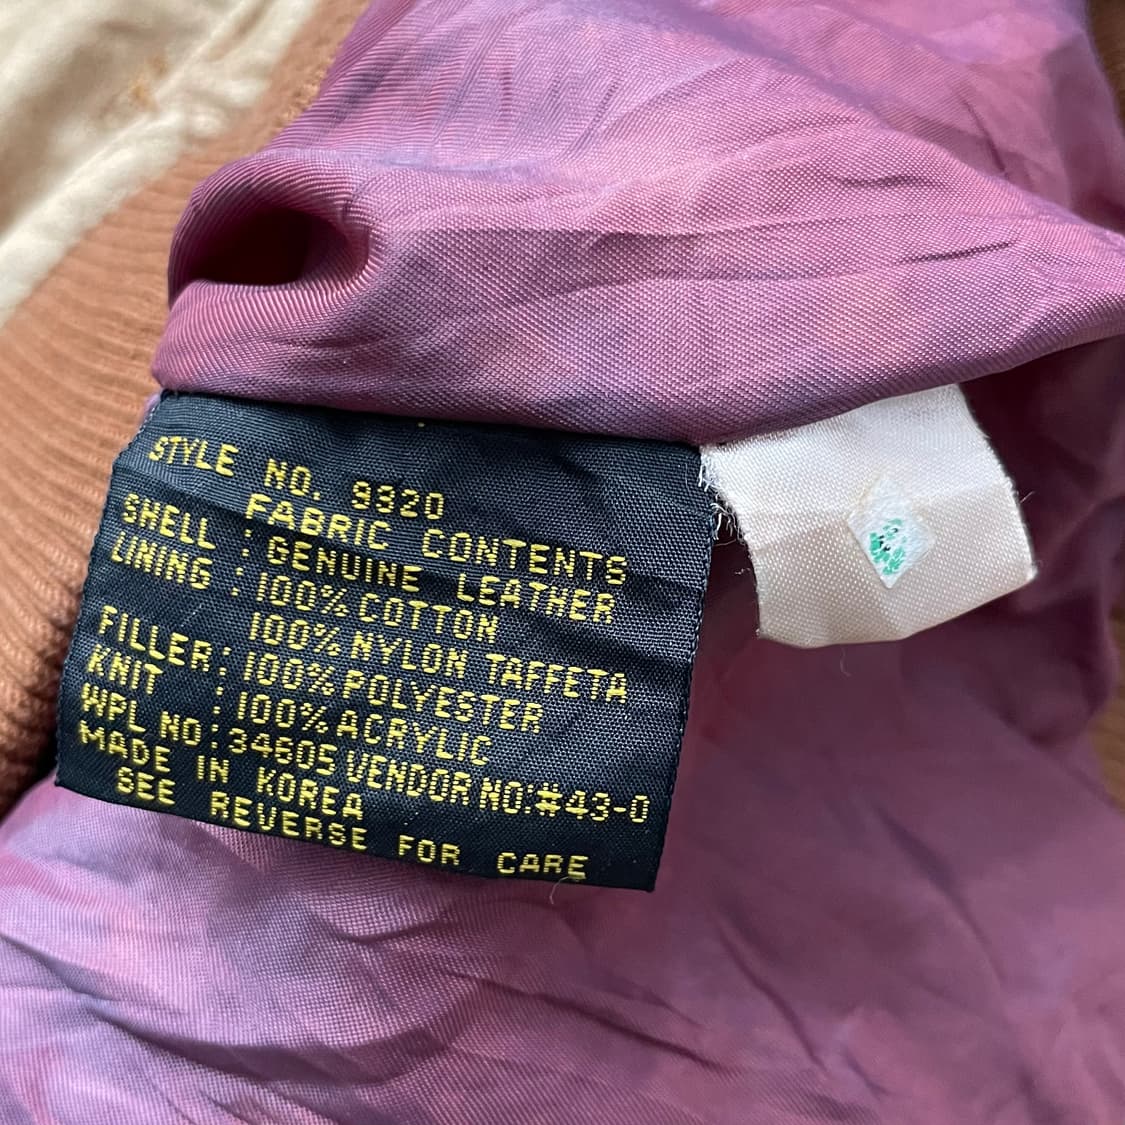 STYLE NO. 9320
FABRIC CONTENTS
SHELL : GENUINE LEATHER
LINING : 100% COTTON
100% NYLON TAFFETA
FILLER: 100% POLYESTER
KNIT : 100% ACRYLIC
WPL NO: 34605 VENDOR NO:#43-0
MADE IN KOREA
SEE REVERSE FOR CARE